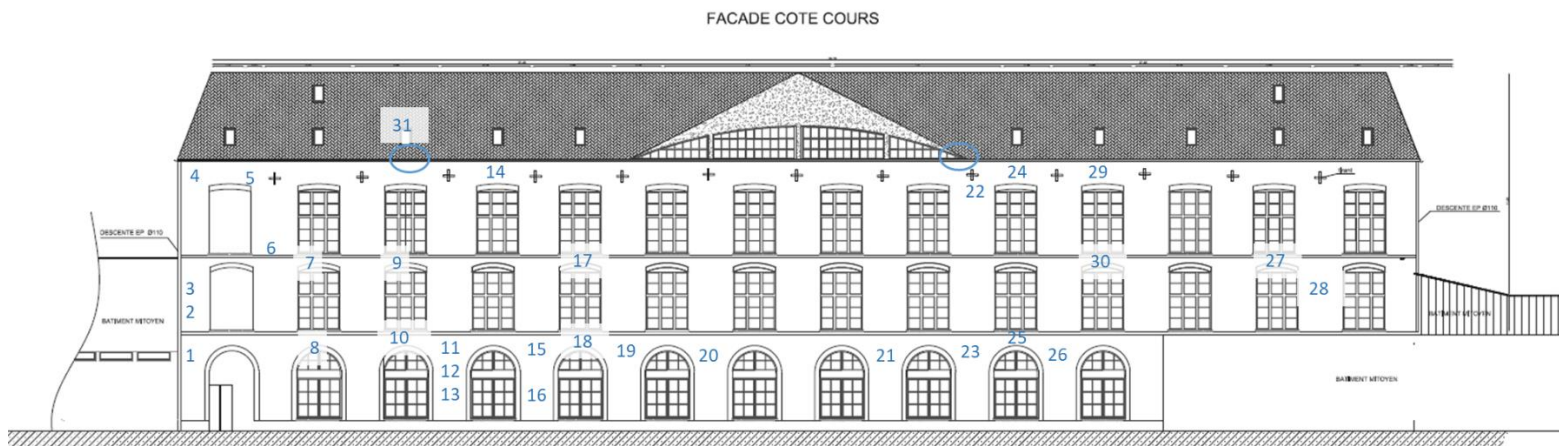 FACADE COTE COURS
31
4 5 14 22 24 29 tirant
DESCENTE EP Ø110
DESCENTE EP Ø110
6
7 9 17 30 27
3 28
2
BATIMENT MITOYEN
BATIMENT MITOYEN
1 8 10 11 15 18 19 20 21 23 25 26
12
13 16
BATIMENT MITOYEN